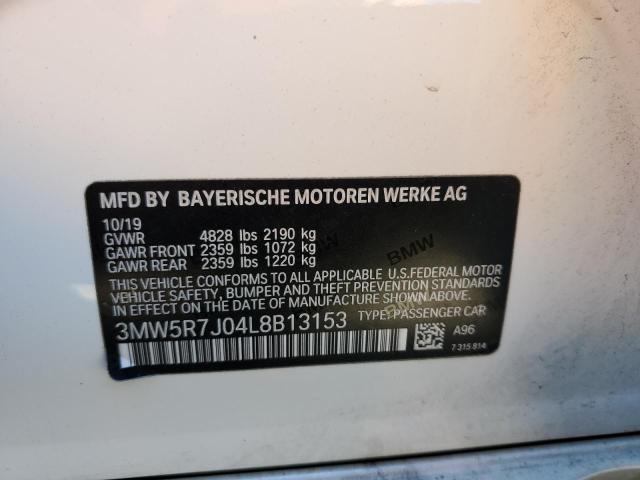 MFD BY BAYERISCHE MOTOREN WERKE AG
10/19
GVWR 4828 lbs 2190 kg
GAWR FRONT 2359 lbs 1072 kg
GAWR REAR 2359 lbs 1220 kg
THIS VEHICLE CONFORMS TO ALL APPLICABLE U.S.FEDERAL MOTOR
VEHICLE SAFETY, BUMPER AND THEFT PREVENTION STANDARDS
IN EFFECT ON THE DATE OF MANUFACTURE SHOWN ABOVE.
3MW5R7J04L8B13153 TYPE: PASSENGER CAR
A96
7 315 814
BMW
BMW